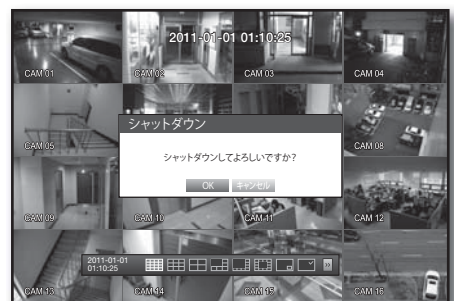 2011-01-01 01:10:25
CAM 01
CAM 02
CAM 03
CAM 04
シャットダウン
CAM 05
シャットダウンしてよろしいですか?
CAM 08
OK キャンセル
CAM 09
CAM 10
CAM 11
CAM 12
2011-01-01
01:10:25
CAM 13
CAM 14
CAM 15
CAM 16